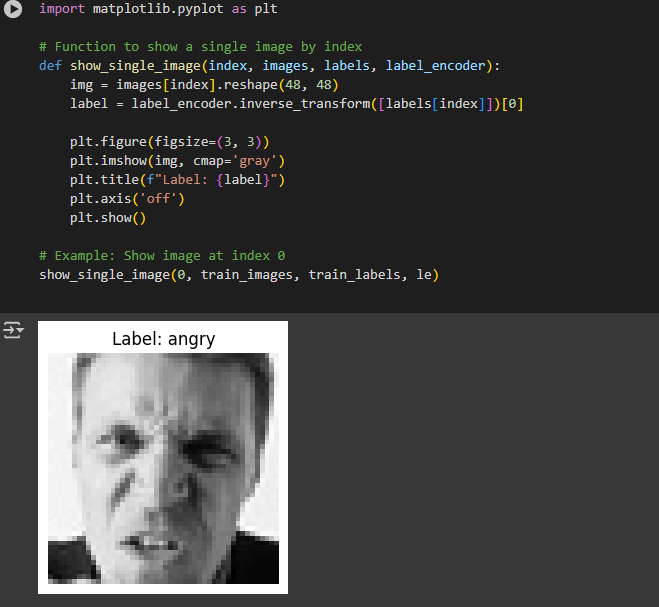 import matplotlib.pyplot as plt
# Function to show a single image by index
def show_single_image(index, images, labels, label_encoder):
    img = images[index].reshape(48, 48)
    label = label_encoder.inverse_transform([labels[index]])[0]
    plt.figure(figsize=(3, 3))
    plt.imshow(img, cmap='gray')
    plt.title(f"Label: {label}")
    plt.axis('off')
    plt.show()
# Example: Show image at index 0
show_single_image(0, train_images, train_labels, le)
Label: angry